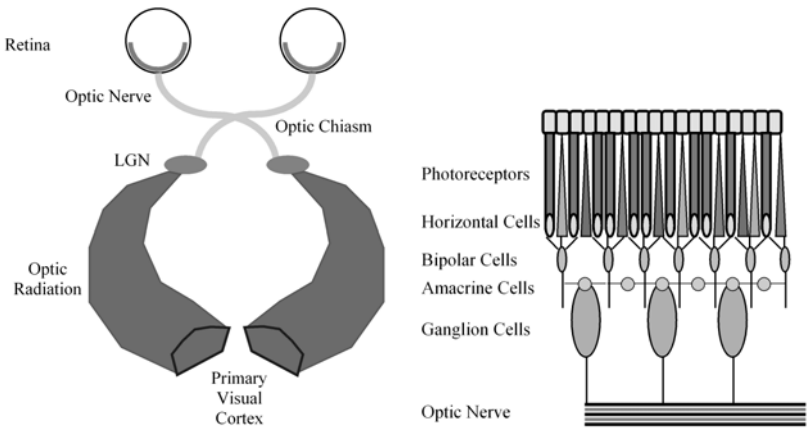 Retina
Optic Nerve
Optic Chiasm
LGN
Optic
Radiation
Primary
Visual
Cortex
Photoreceptors
Horizontal Cells
Bipolar Cells
Amacrine Cells
Ganglion Cells
Optic Nerve